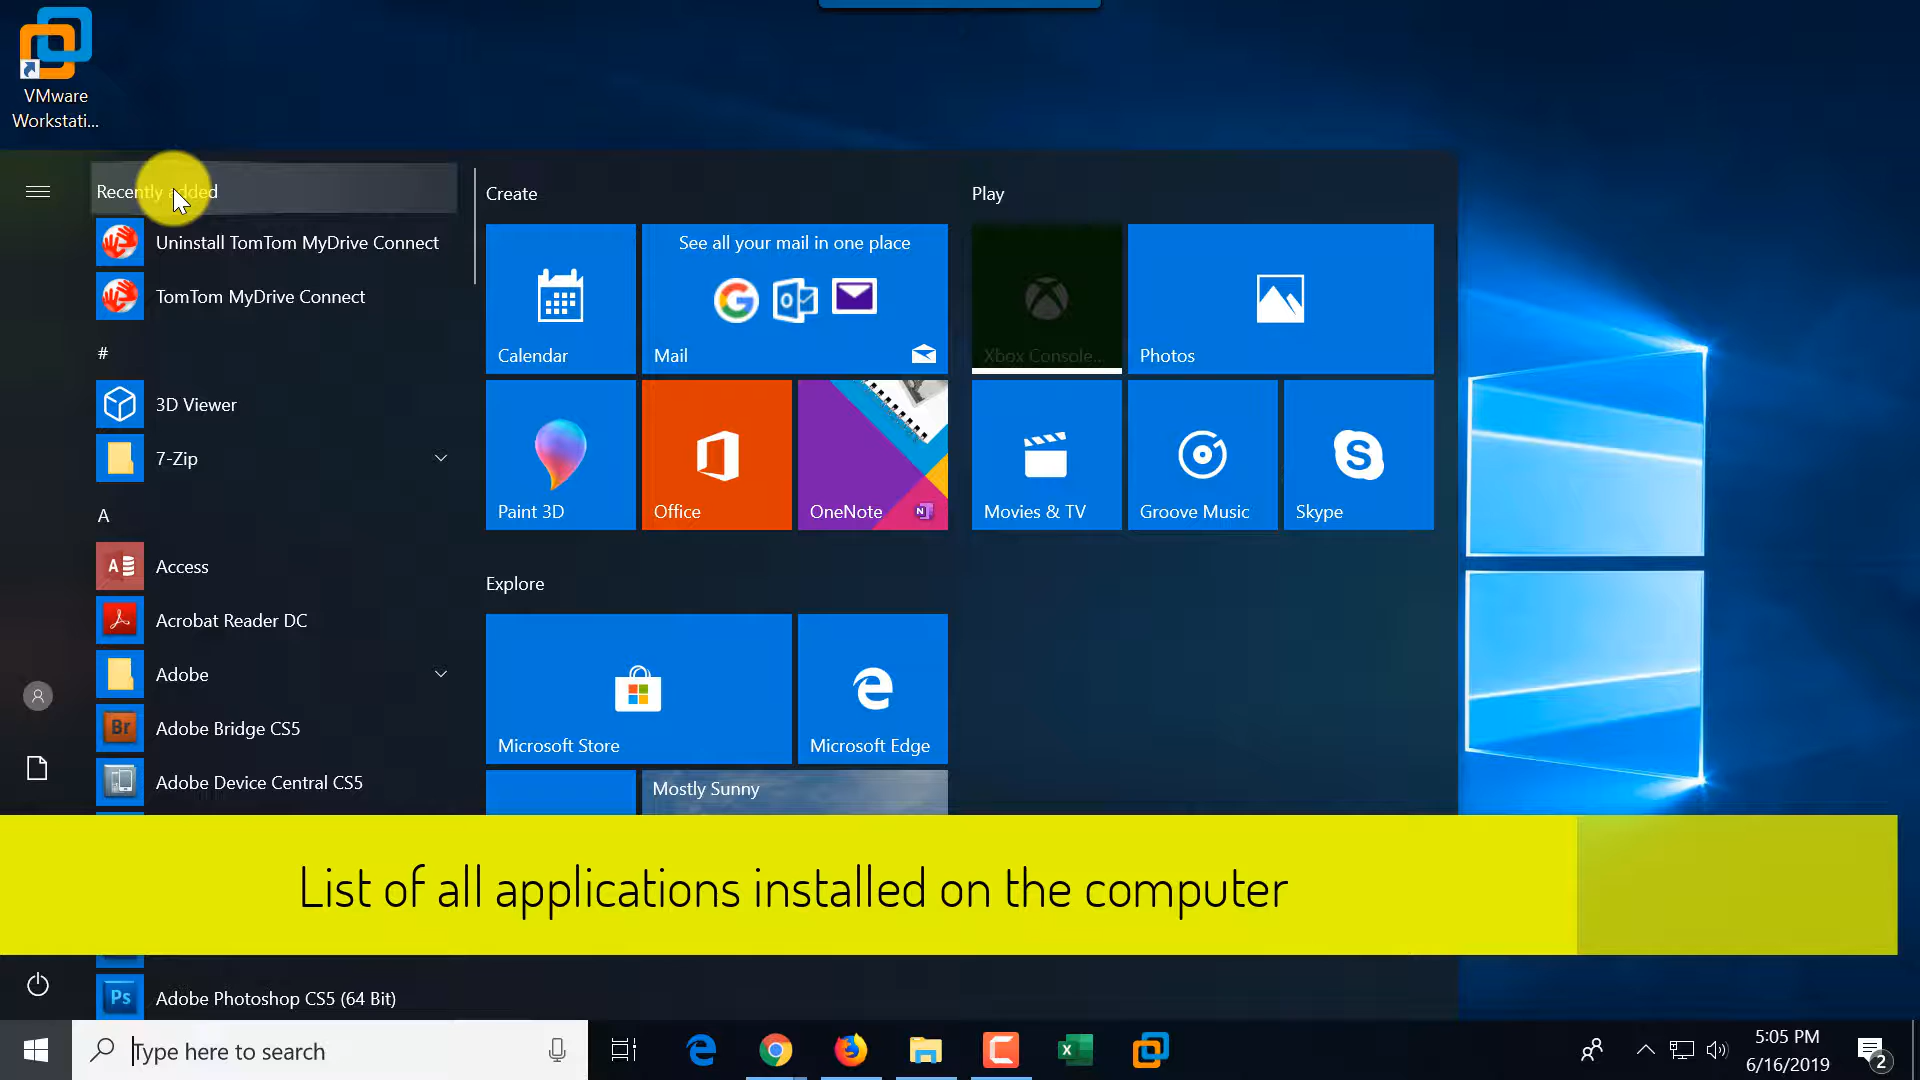 VMware
Workstati...
Recently added
Uninstall TomTom MyDrive Connect
TomTom MyDrive Connect
#
3D Viewer
7-Zip
A
Access
Acrobat Reader DC
Adobe
Adobe Bridge CS5
Adobe Device Central CS5
Adobe Photoshop CS5 (64 Bit)
Create
See all your mail in one place
Calendar
Mail
Paint 3D
Office
OneNote
Play
Xbox Console...
Photos
Movies & TV
Groove Music
Skype
Explore
Microsoft Store
Microsoft Edge
Mostly Sunny
List of all applications installed on the computer
Type here to search
5:05 PM
6/16/2019
2